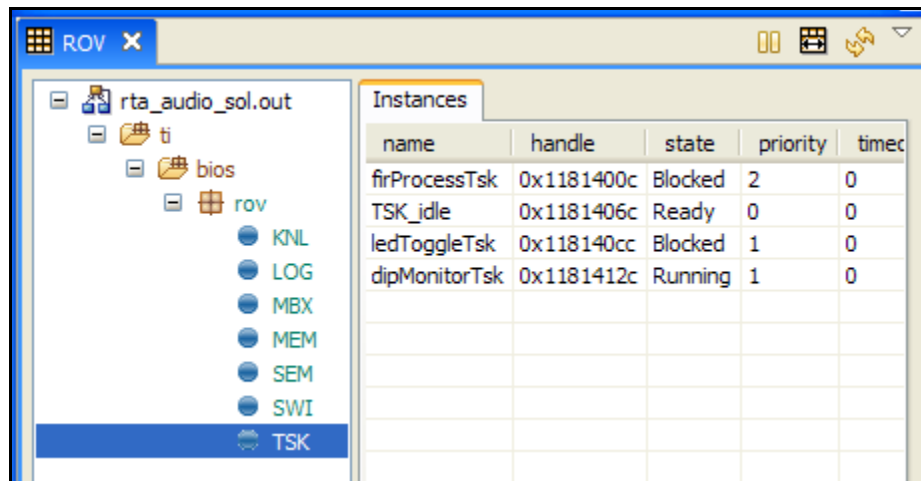 ROV
rta_audio_sol.out
ti
bios
rov
KNL
LOG
MBX
MEM
SEM
SWI
TSK
Instances
name handle state priority timec
firProcessTsk 0x1181400c Blocked 2 0
TSK_idle 0x1181406c Ready 0 0
ledToggleTsk 0x118140cc Blocked 1 0
dipMonitorTsk 0x1181412c Running 1 0